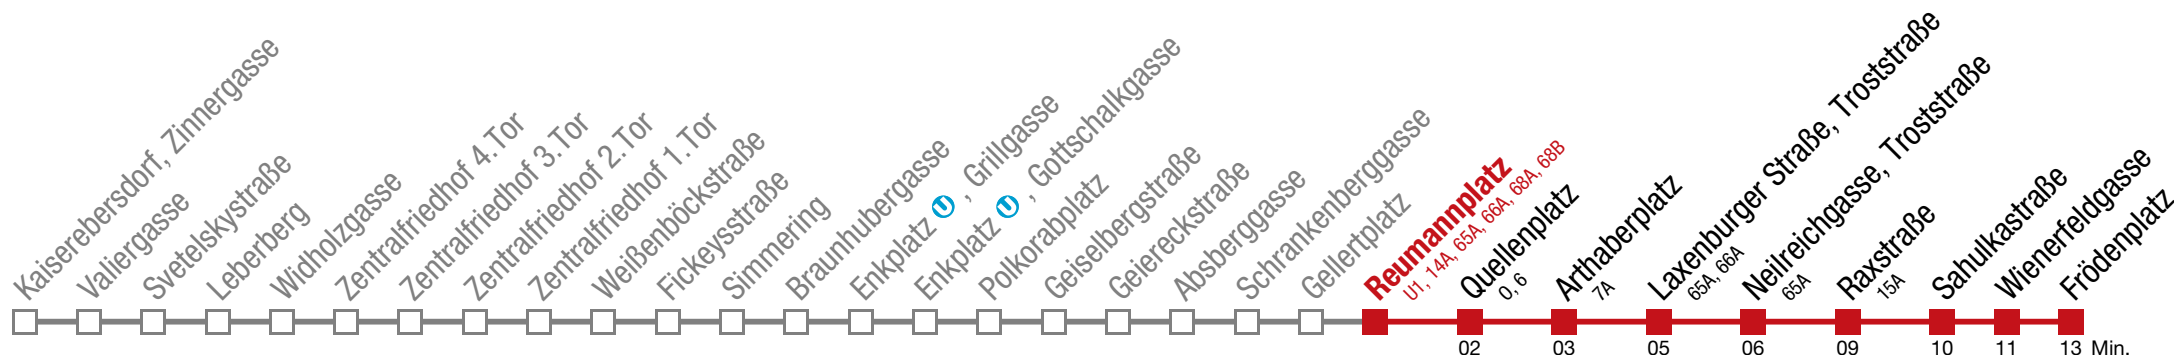 Kaiserebersdorf, Zinnergasse
Valiergasse
Svetelskystraße
Leberberg
Widholzgasse
Zentralfriedhof 4. Tor
Zentralfriedhof 3. Tor
Zentralfriedhof 2. Tor
Zentralfriedhof 1. Tor
Weißenböckstraße
Fickeysstraße
Simmering
Braunhubergasse
Enkplatz U, Grillgasse
Enkplatz U, Gottschalkgasse
Polkorabplatz
Geiselbergstraße
Geiereckstraße
Absberggasse
Schrankenberggasse
Gellertplatz
Reumannplatz
U1, 14A, 65A, 66A, 68A, 68B
Quellenplatz
O, 6
Arthaberplatz
7A
Laxenburger Straße, Troststraße
65A, 66A
Neilreichgasse, Troststraße
65A
Raxstraße
15A
Sahulkastraße
Wienerfeldgasse
Frödenplatz
02 03 05 06 09 10 11 13 Min.